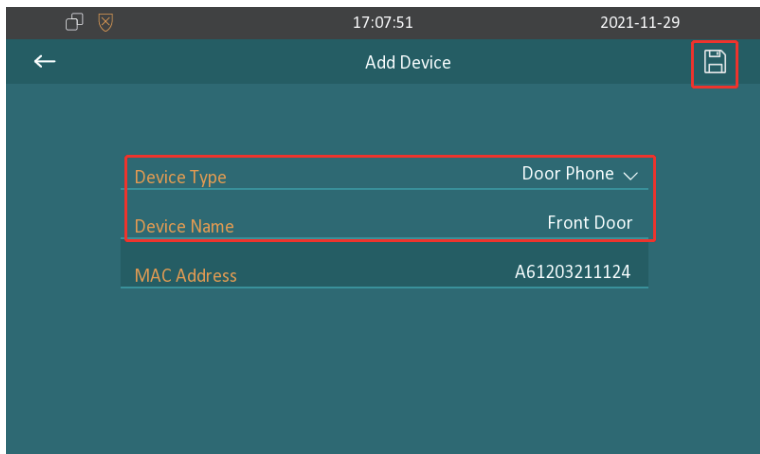 17:07:51 2021-11-29
Add Device
Device Type Door Phone
Device Name Front Door
MAC Address A61203211124